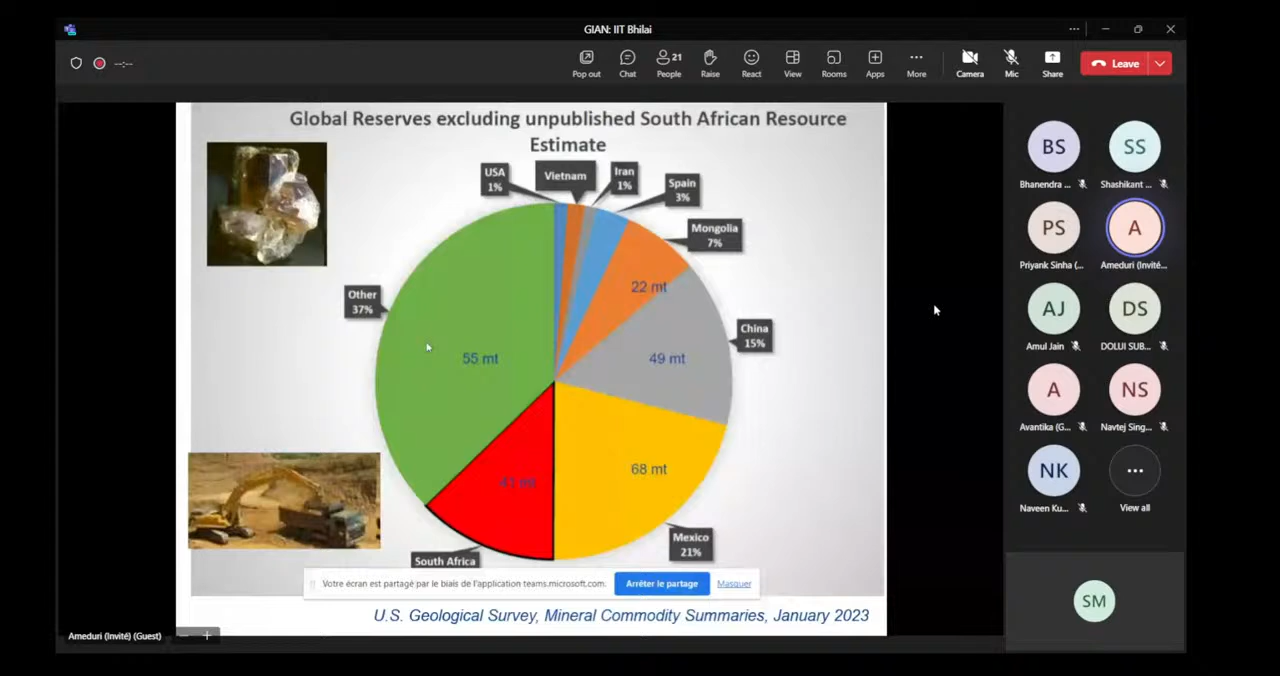 GIAN: IIT Bhilai
Pop out
Chat
21
People
Raise
React
View
Rooms
Apps
More
Camera
Mic
Share
Leave
--:--
Global Reserves excluding unpublished South African Resource
Estimate
USA
1%
Vietnam
Iran
1%
Spain
3%
Mongolia
7%
22 mt
Other
37%
China
15%
55 mt
49 mt
68 mt
Mexico
21%
South Africa
Votre écran est partagé par le biais de l'application teams.microsoft.com.
Arrêter le partage
Masquer
U.S. Geological Survey, Mineral Commodity Summaries, January 2023
Ameduri (Invité) (Guest)
BS
Bhanendra ...
SS
Shashikant ...
PS
Priyank Sinha (...
A
Ameduri (Invité...
AJ
Amul Jain
DS
DOLUI SUB...
A
Avantika (G...
NS
Navtej Sing...
NK
Naveen Ku...
...
View all
SM